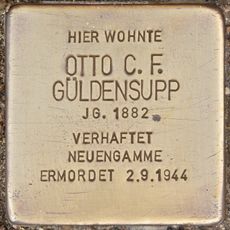 HIER WOHNTE
OTTO C. F.
GÜLDENSUPP
JG. 1882
VERHAFTET
NEUENGAMME
ERMORDET 2.9.1944